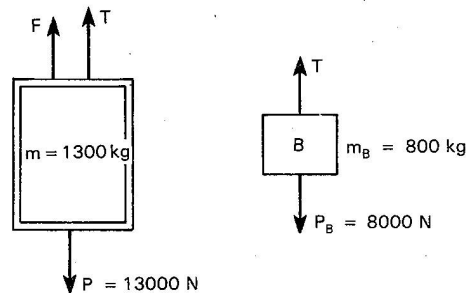 F
T
m = 1300 kg
P = 13000 N
T
B
m_B = 800 kg
P_B = 8000 N